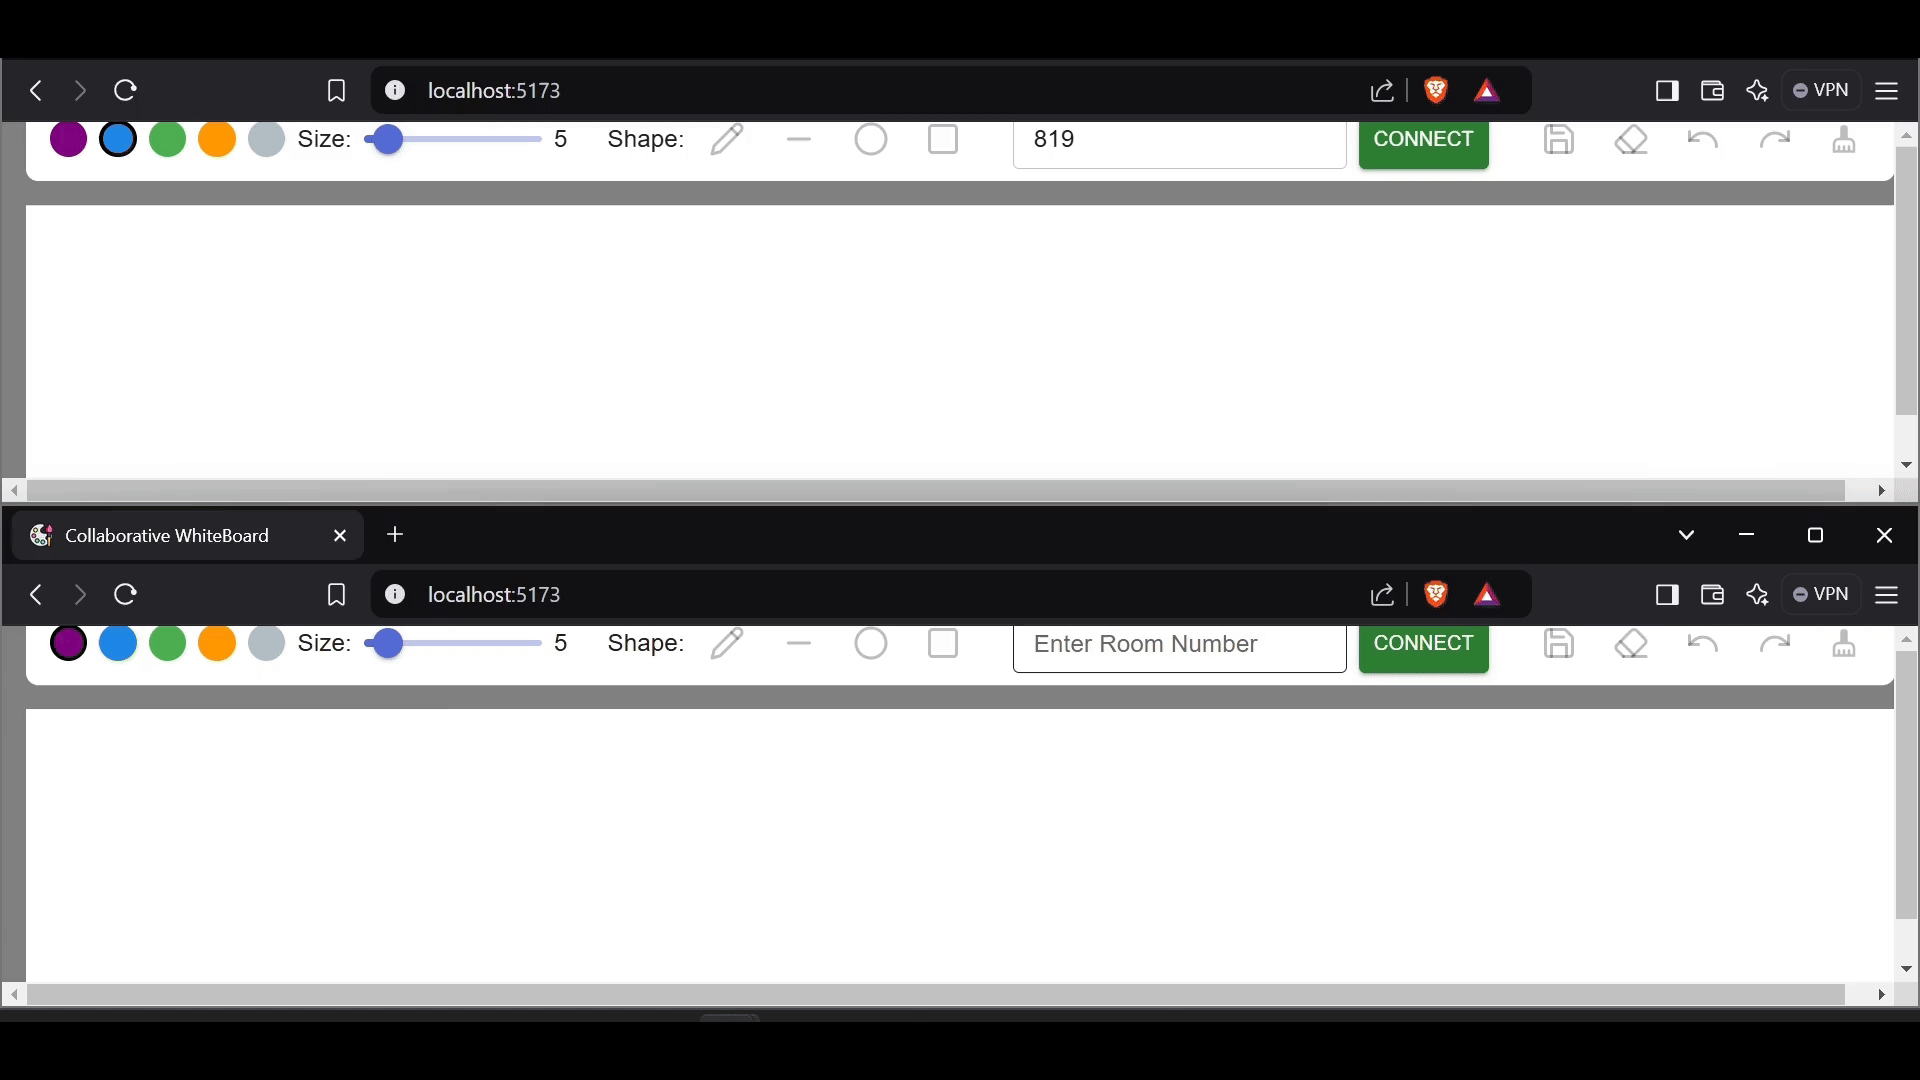 localhost:5173
VPN
Size: 5 Shape: 819 CONNECT
Collaborative WhiteBoard
localhost:5173
VPN
Size: 5 Shape: Enter Room Number CONNECT